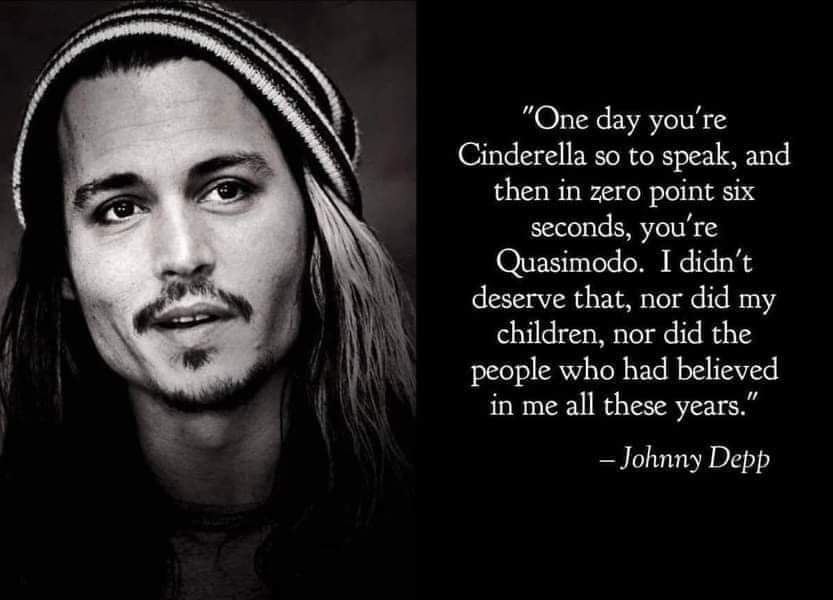 "One day you're
Cinderella so to speak, and
then in zero point six
seconds, you're
Quasimodo. I didn't
deserve that, nor did my
children, nor did the
people who had believed
in me all these years."
– Johnny Depp